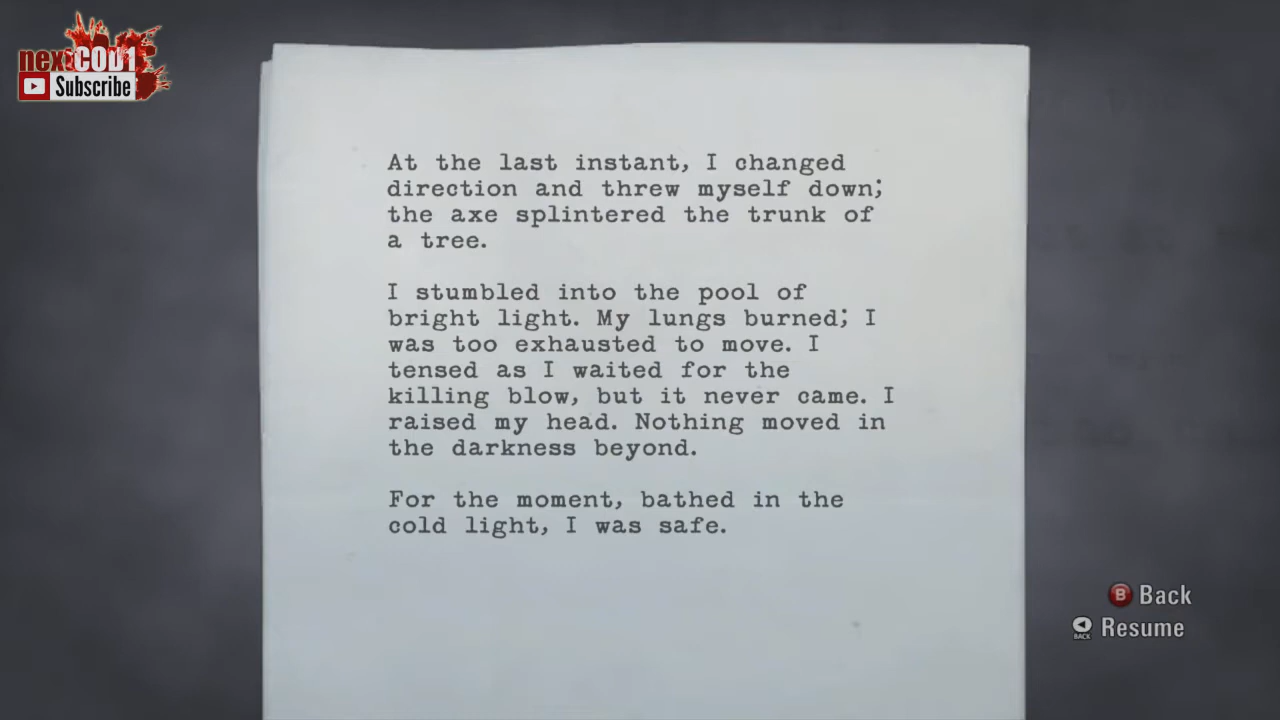 nextCOD1
Subscribe
At the last instant, I changed
direction and threw myself down;
the axe splintered the trunk of
a tree.
I stumbled into the pool of
bright light. My lungs burned; I
was too exhausted to move. I
tensed as I waited for the
killing blow, but it never came. I
raised my head. Nothing moved in
the darkness beyond.
For the moment, bathed in the
cold light, I was safe.
B Back
BACK Resume